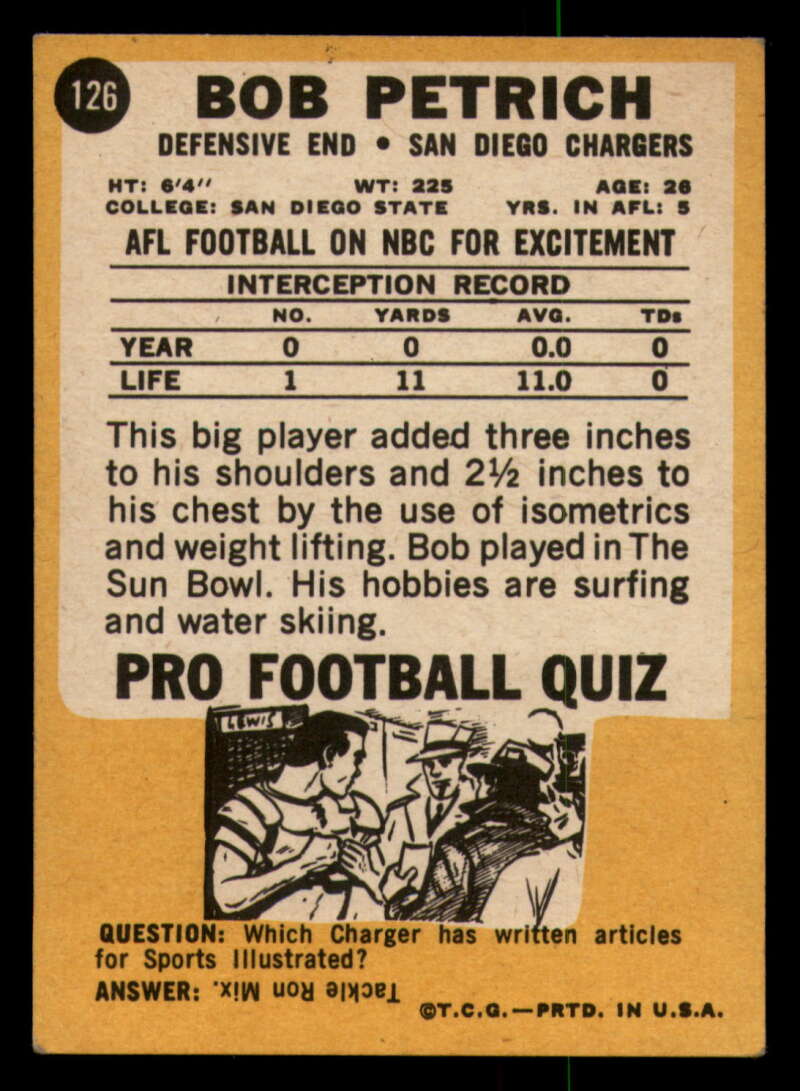 126
BOB PETRICH
DEFENSIVE END • SAN DIEGO CHARGERS
HT: 6'4'' WT: 225 AGE: 26
COLLEGE: SAN DIEGO STATE YRS. IN AFL: 5
AFL FOOTBALL ON NBC FOR EXCITEMENT
INTERCEPTION RECORD
NO. YARDS AVG. TDs
YEAR 0 0 0.0 0
LIFE 1 11 11.0 0
This big player added three inches
to his shoulders and 2½ inches to
his chest by the use of isometrics
and weight lifting. Bob played in The
Sun Bowl. His hobbies are surfing
and water skiing.
PRO FOOTBALL QUIZ
LEWIS
QUESTION: Which Charger has written articles
for Sports Illustrated?
ANSWER: Tackle Ron Mix.
©T.C.G.—PRTD. IN U.S.A.